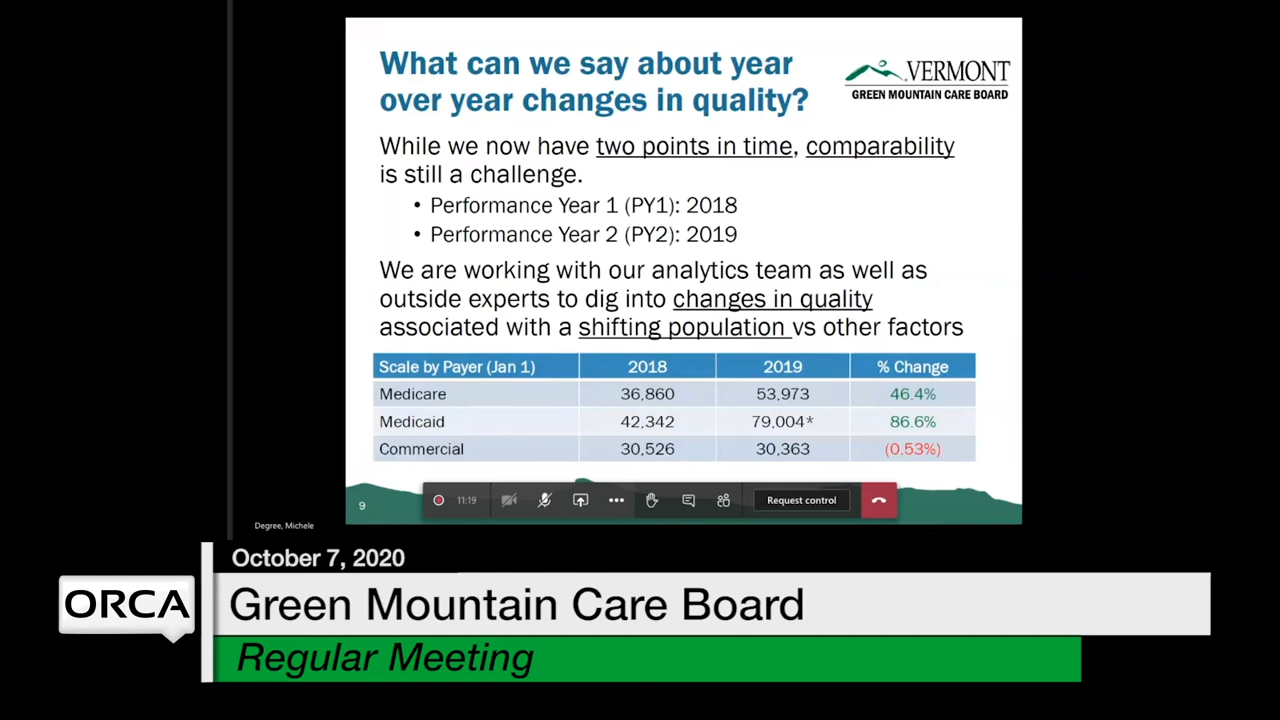 What can we say about year
over year changes in quality?
VERMONT
GREEN MOUNTAIN CARE BOARD
While we now have two points in time, comparability
is still a challenge.
• Performance Year 1 (PY1): 2018
• Performance Year 2 (PY2): 2019
We are working with our analytics team as well as
outside experts to dig into changes in quality
associated with a shifting population vs other factors
Scale by Payer (Jan 1) 2018 2019 % Change
Medicare 36,860 53,973 46.4%
Medicaid 42,342 79,004* 86.6%
Commercial 30,526 30,363 (0.53%)
9
11:19
Request control
Degree, Michele
October 7, 2020
ORCA
Green Mountain Care Board
Regular Meeting